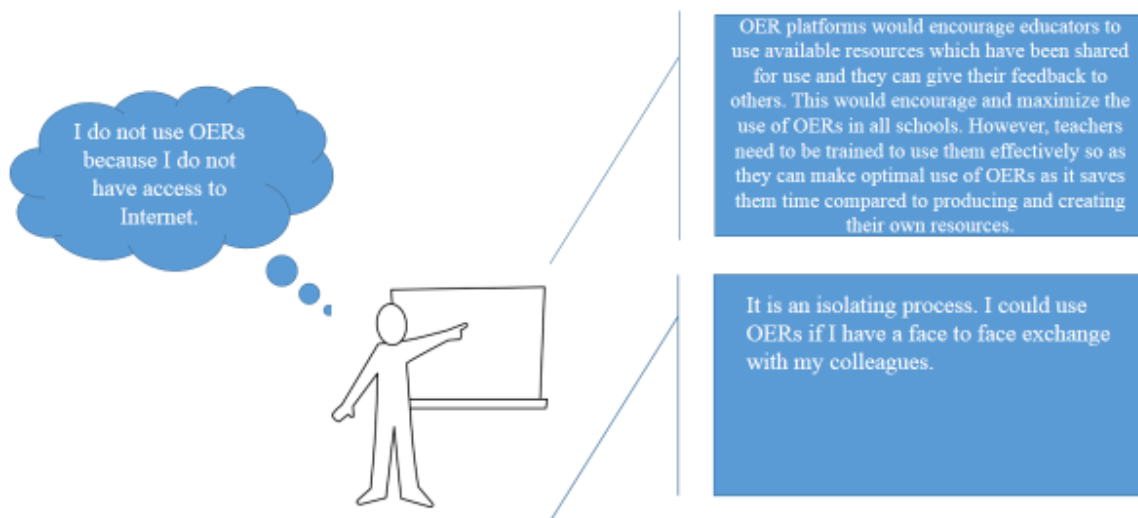 I do not use OERs
because I do not
have access to
Internet.
OER platforms would encourage educators to
use available resources which have been shared
for use and they can give their feedback to
others. This would encourage and maximize the
use of OERs in all schools. However, teachers
need to be trained to use them effectively so as
they can make optimal use of OERs as it saves
them time compared to producing and creating
their own resources.
It is an isolating process. I could use
OERs if I have a face to face exchange
with my colleagues.